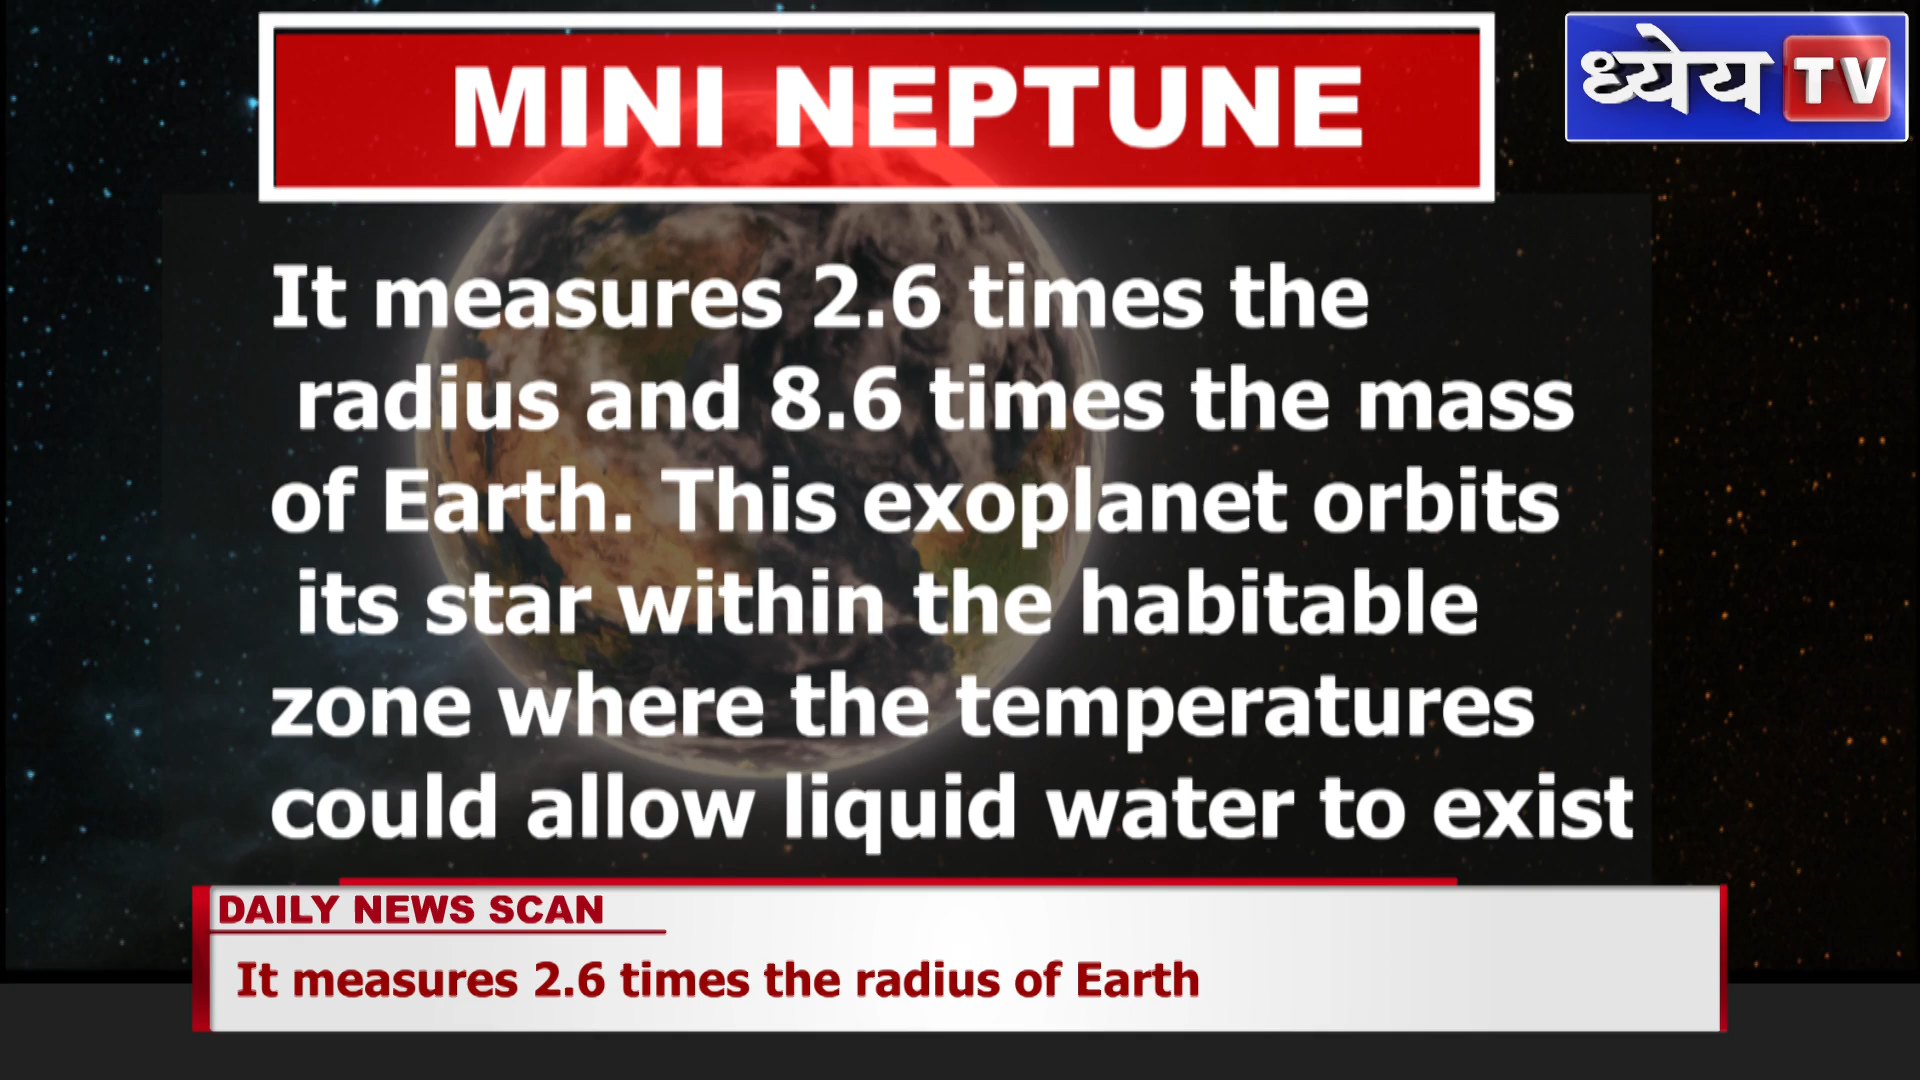 MINI NEPTUNE
ध्येय TV
It measures 2.6 times the
radius and 8.6 times the mass
of Earth. This exoplanet orbits
its star within the habitable
zone where the temperatures
could allow liquid water to exist
DAILY NEWS SCAN
It measures 2.6 times the radius of Earth